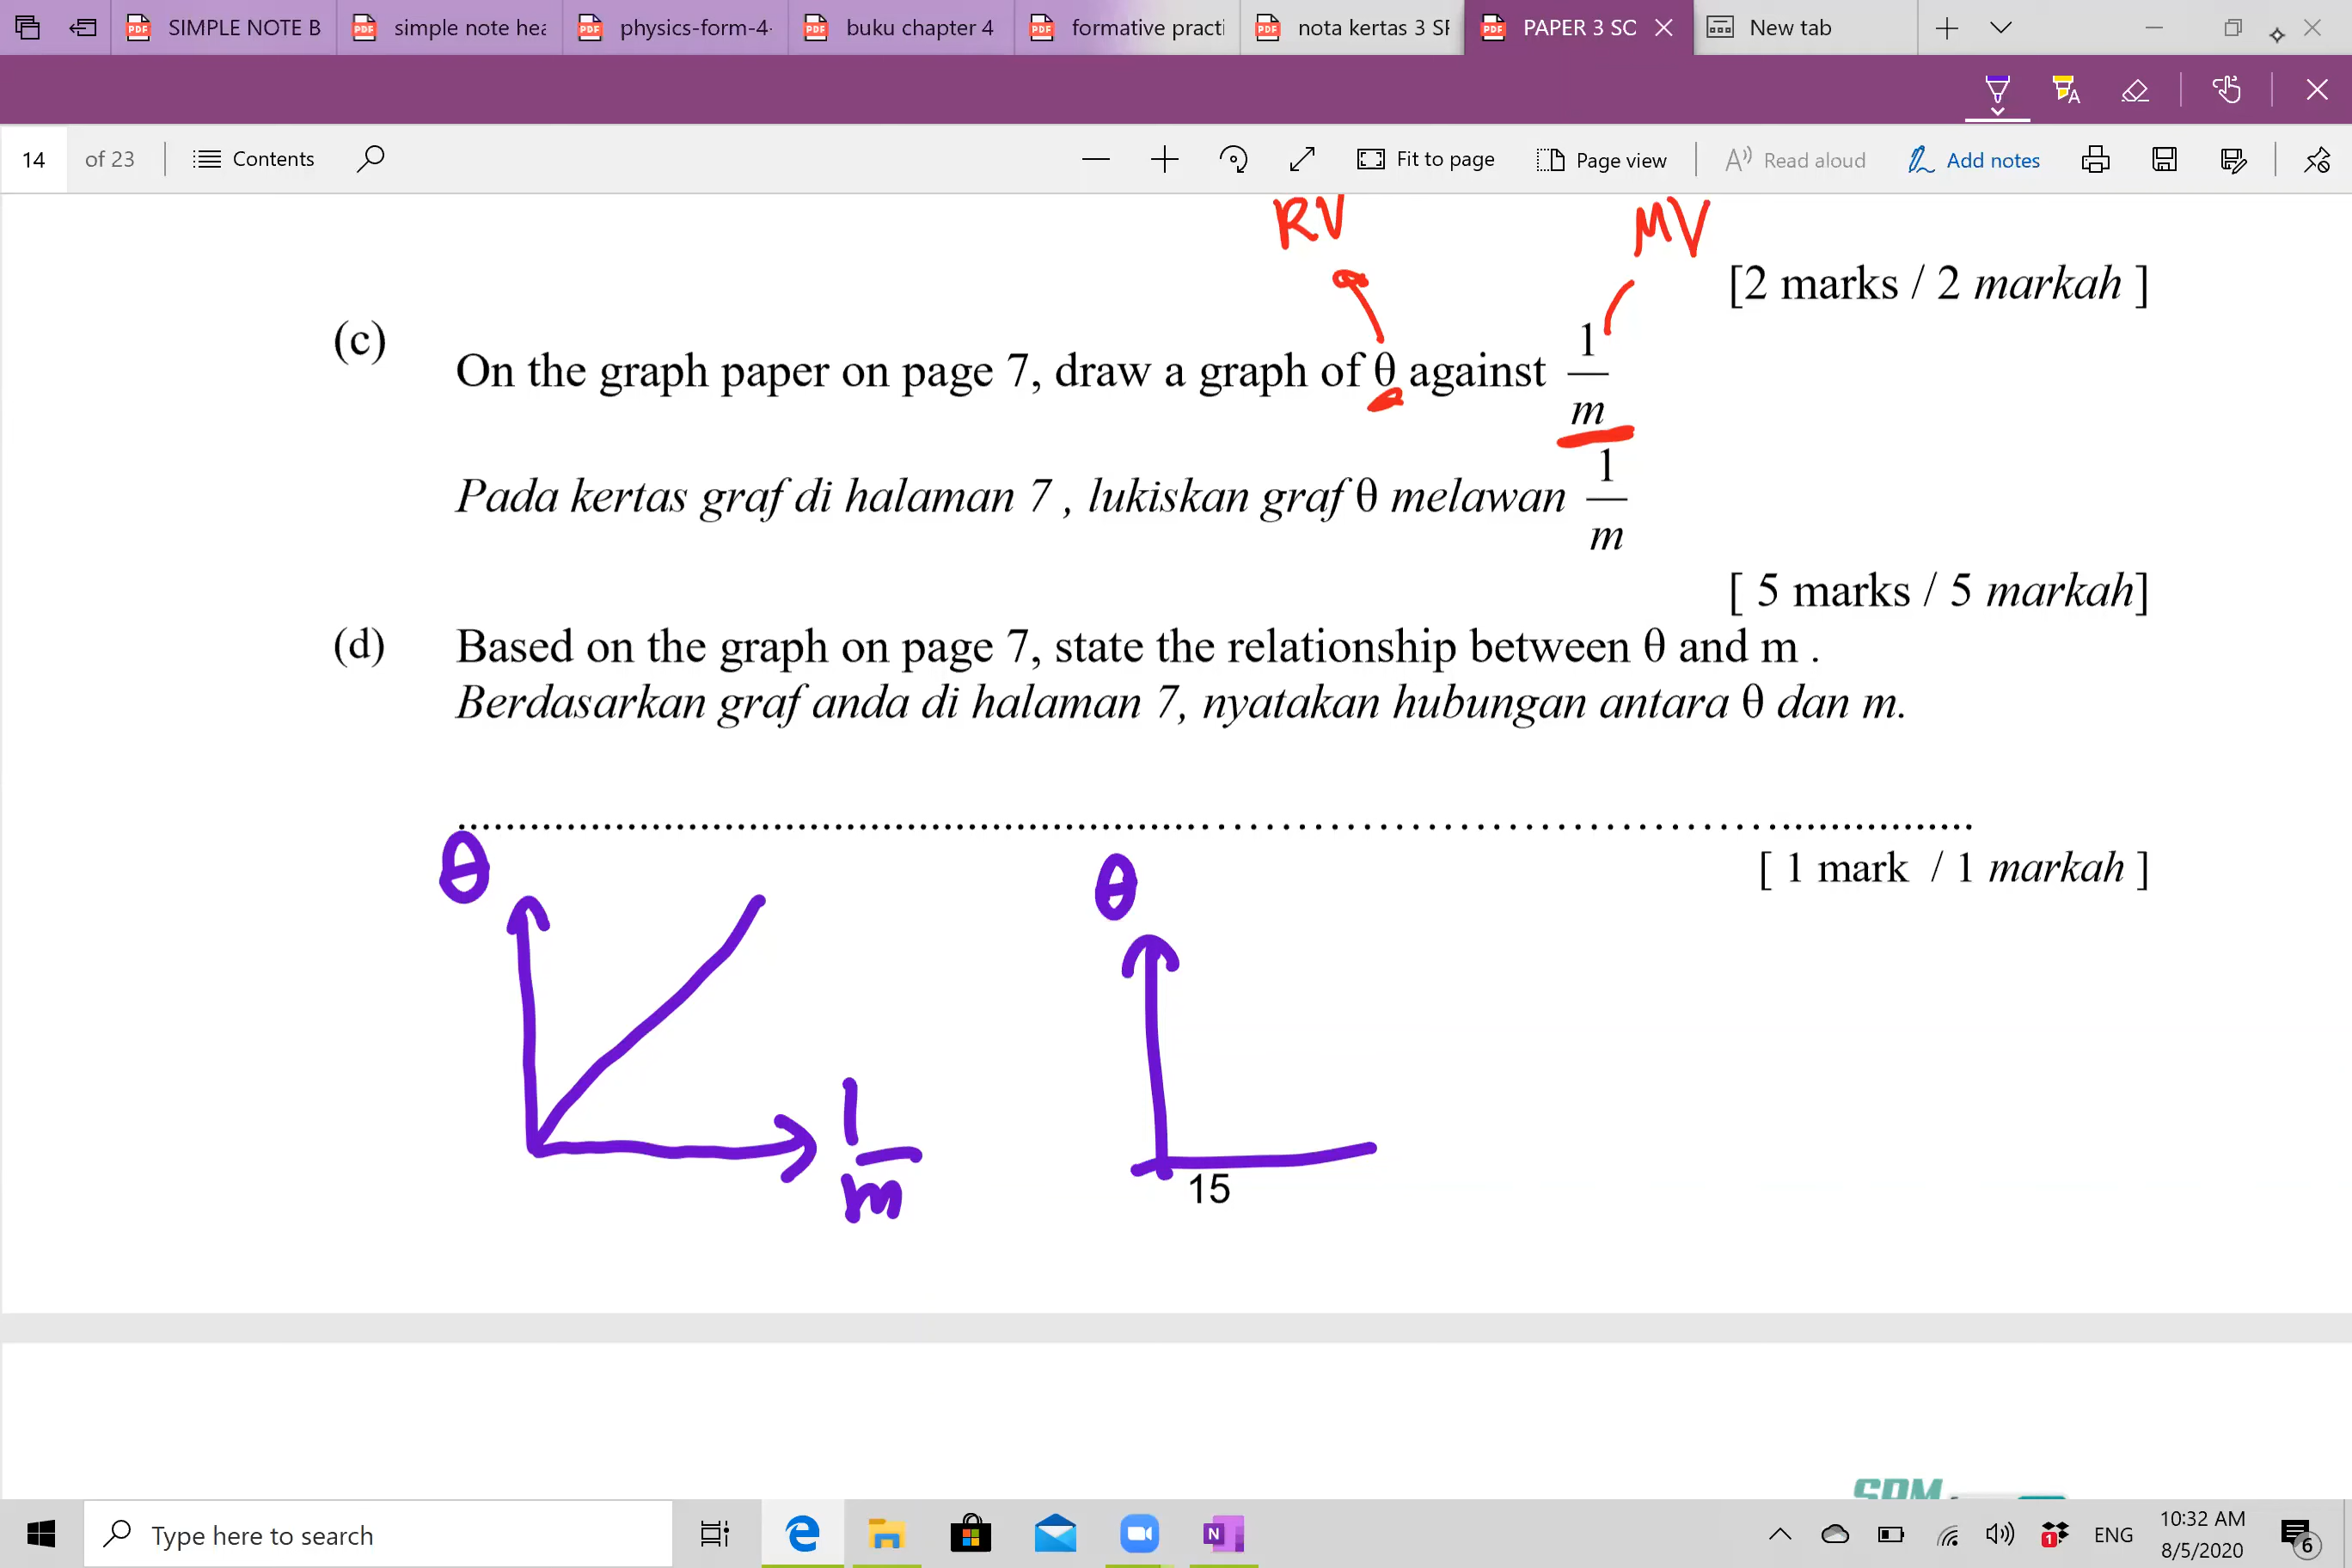 SIMPLE NOTE B simple note hea physics-form-4- buku chapter 4 formative practi nota kertas 3 SF PAPER 3 SC New tab
14 of 23 Contents Fit to page Page view Read aloud Add notes
RV MV
[2 marks / 2 markah ]
(c) On the graph paper on page 7, draw a graph of θ against 1/m
Pada kertas graf di halaman 7 , lukiskan graf θ melawan 1/m
[ 5 marks / 5 markah]
(d) Based on the graph on page 7, state the relationship between θ and m .
Berdasarkan graf anda di halaman 7, nyatakan hubungan antara θ dan m.
[ 1 mark / 1 markah ]
θ θ
1/m
15
SPM
Type here to search ENG 10:32 AM
8/5/2020
1 6